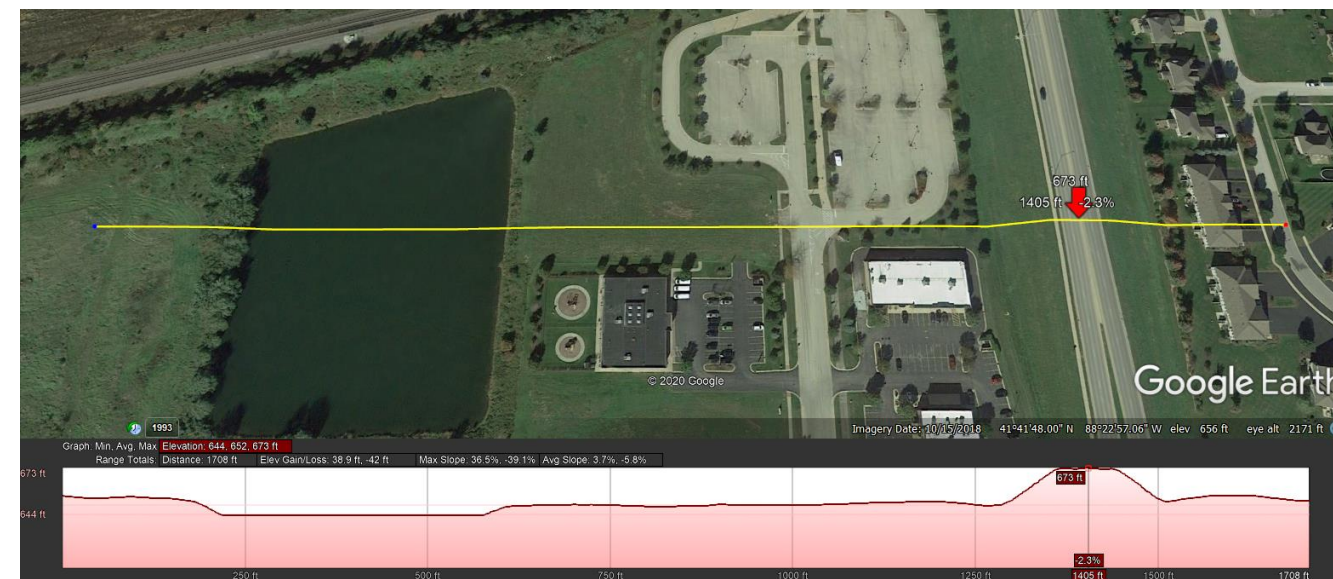 673 ft
1405 ft -2.3%
© 2020 Google
Google Earth
1993
Imagery Date: 10/15/2018 41°41'48.00" N 88°22'57.06" W elev 656 ft eye alt 2171 ft
Graph: Min, Avg, Max Elevation: 644, 652, 673 ft
Range Totals: Distance: 1708 ft Elev Gain/Loss: 38.9 ft, -42 ft Max Slope: 36.5%, -39.1% Avg Slope: 3.7%, -5.8%
673 ft
673 ft
644 ft
-2.3%
250 ft 500 ft 750 ft 1000 ft 1250 ft 1405 ft 1500 ft 1708 ft